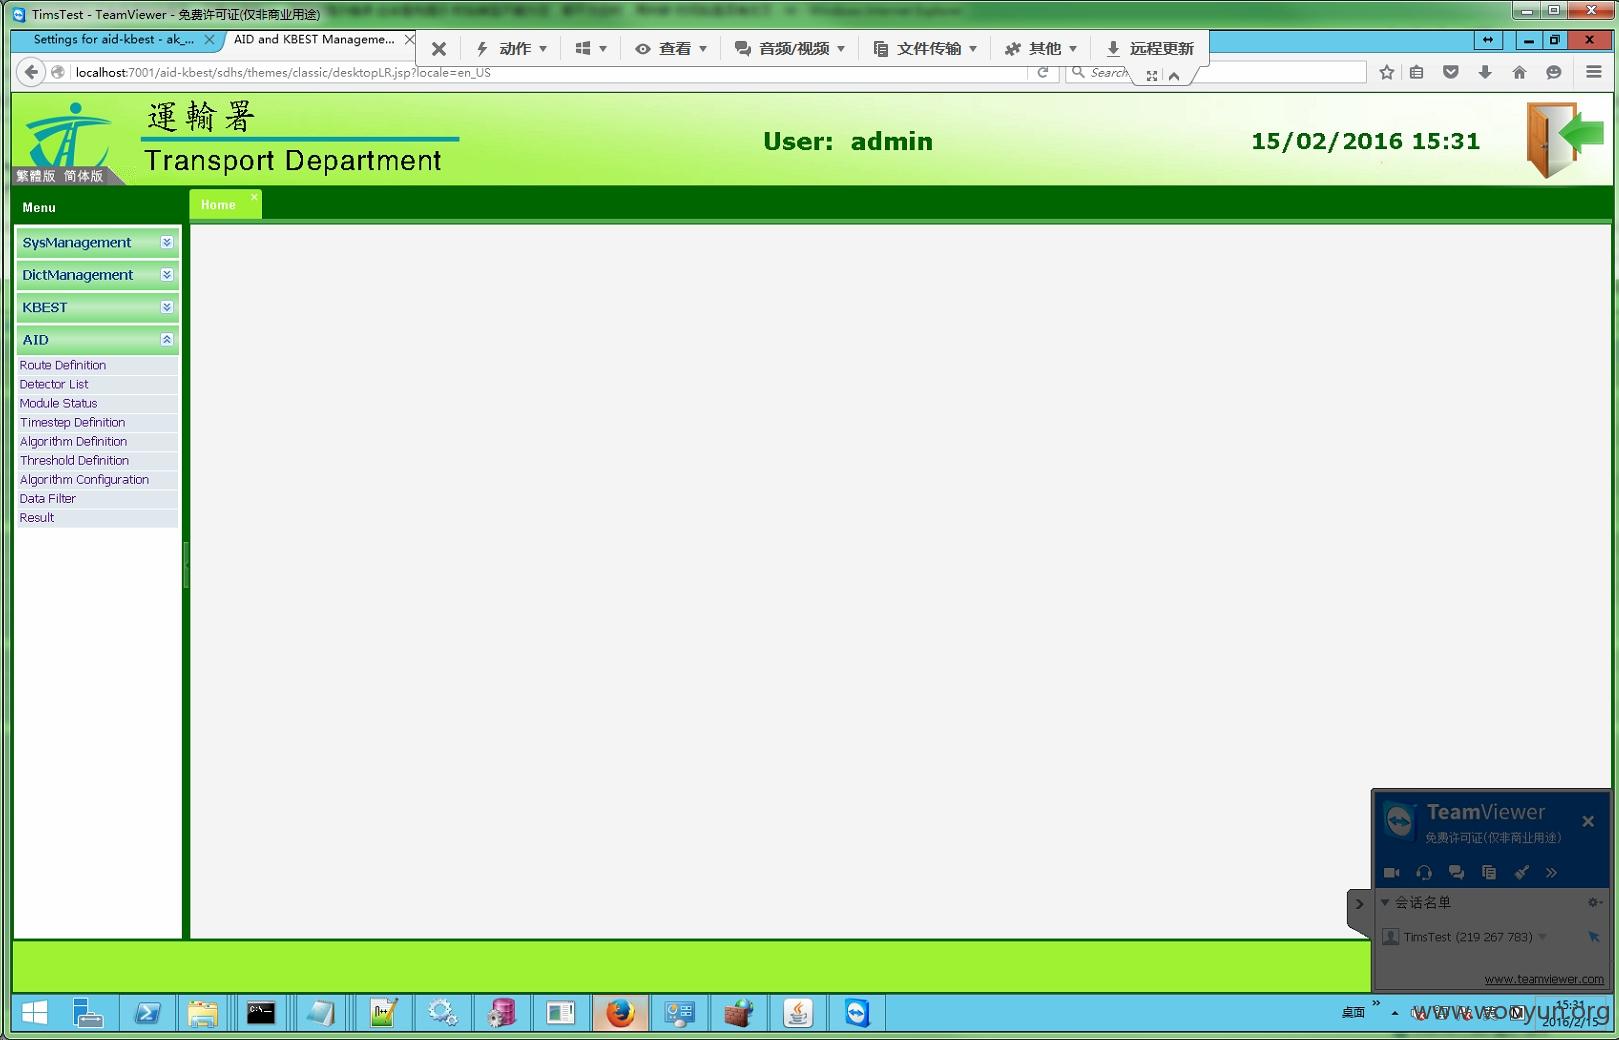 TimsTest - TeamViewer - 免费许可证(仅非商业用途)
Settings for aid-kbest - ak_...
AID and KBEST Manageme...
动作
查看
音频/视频
文件传输
其他
远程更新
localhost:7001/aid-kbest/sdhs/themes/classic/desktopLR.jsp?locale=en_US
Search
運輸署
Transport Department
繁體版 简体版
User: admin
15/02/2016 15:31
Menu
Home
SysManagement
DictManagement
KBEST
AID
Route Definition
Detector List
Module Status
Timestep Definition
Algorithm Definition
Threshold Definition
Algorithm Configuration
Data Filter
Result
TeamViewer
免费许可证(仅非商业用途)
会话名单
TimsTest (219 267 783)
www.teamviewer.com
桌面
15:31
2016/2/15
www.wooyun.org